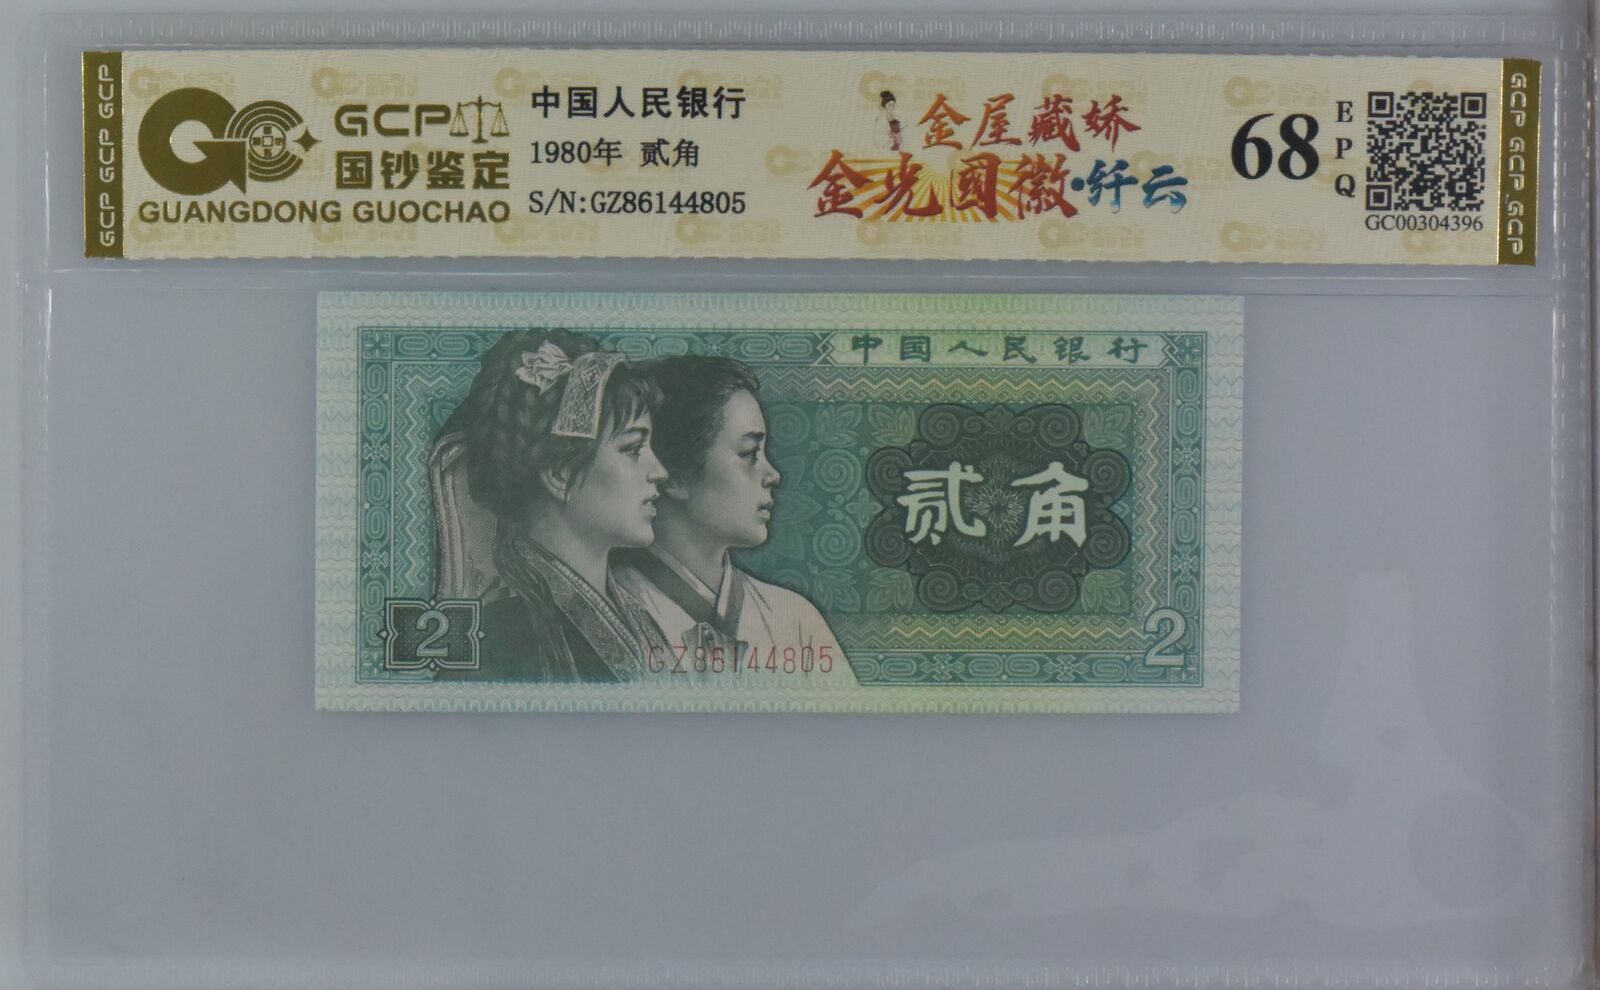 GCP GCP GCP
GCP
国钞鉴定
GUANGDONG GUOCHAO
中国人民银行
1980年 贰角
S/N:GZ86144805
金屋藏娇
金光國徽·纤云
68
EPQ
GC00304396
GCP GCP GCP
中国人民银行
贰角
2
GZ86144805
2